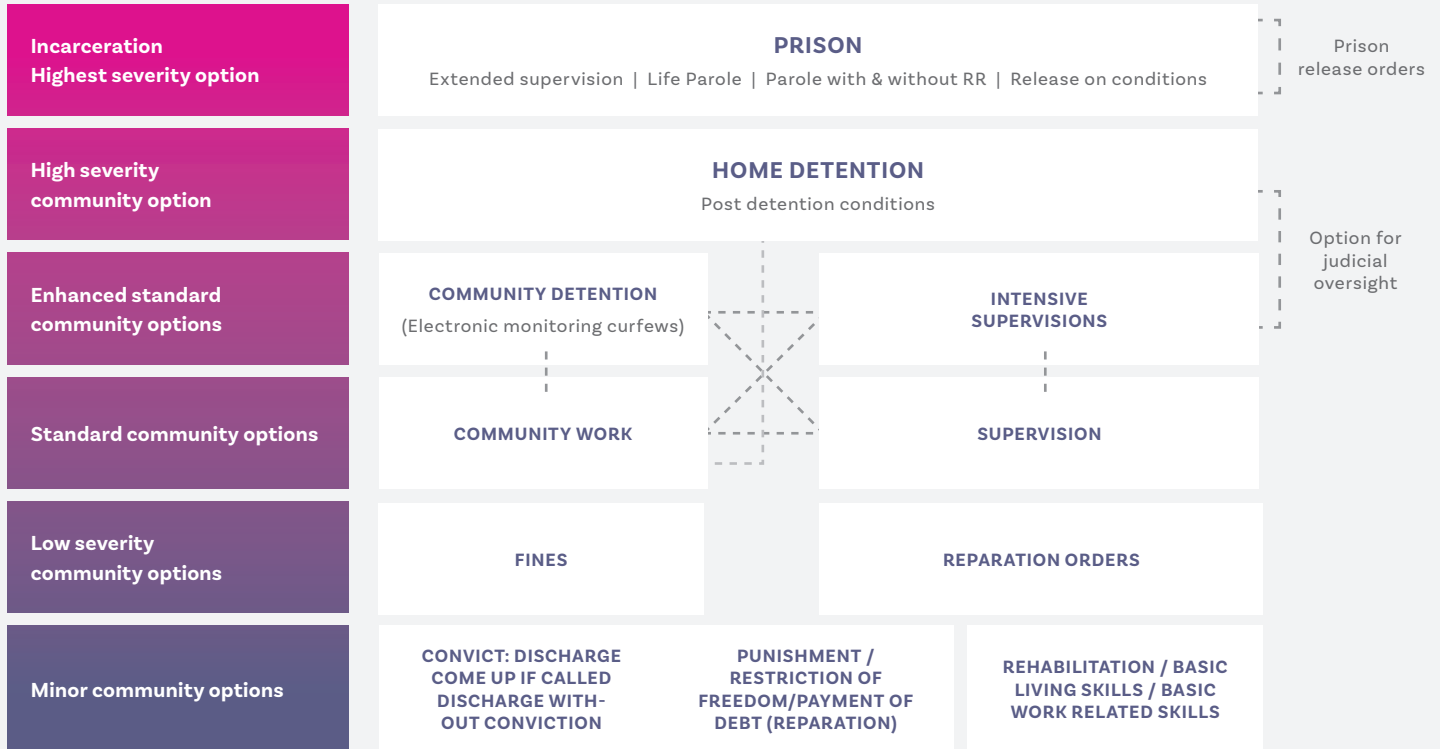 Incarceration
Highest severity option
PRISON
Extended supervision | Life Parole | Parole with & without RR | Release on conditions
Prison
release orders
High severity
community option
HOME DETENTION
Post detention conditions
Option for
judicial
oversight
Enhanced standard
community options
COMMUNITY DETENTION
(Electronic monitoring curfews)
INTENSIVE
SUPERVISIONS
Standard community options
COMMUNITY WORK
SUPERVISION
Low severity
community options
FINES
REPARATION ORDERS
Minor community options
CONVICT: DISCHARGE
COME UP IF CALLED
DISCHARGE WITH-
OUT CONVICTION
PUNISHMENT /
RESTRICTION OF
FREEDOM/PAYMENT OF
DEBT (REPARATION)
REHABILITATION / BASIC
LIVING SKILLS / BASIC
WORK RELATED SKILLS